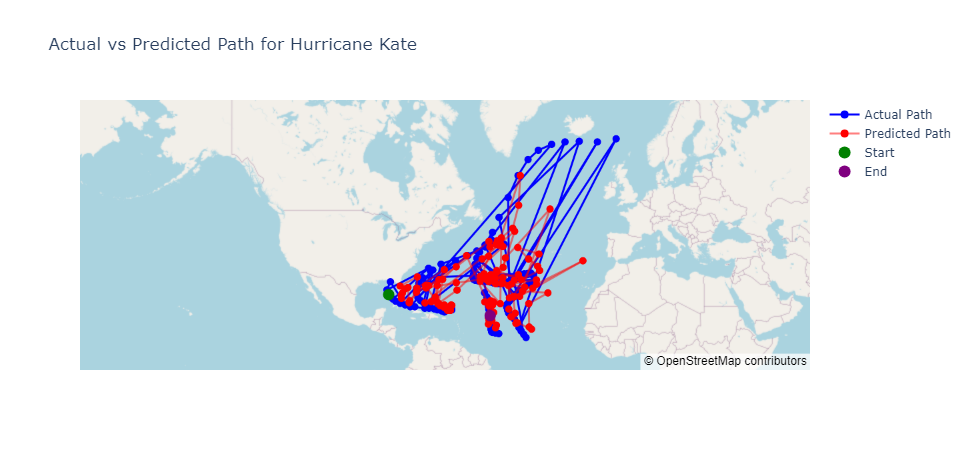 Actual vs Predicted Path for Hurricane Kate
Actual Path
Predicted Path
Start
End
© OpenStreetMap contributors